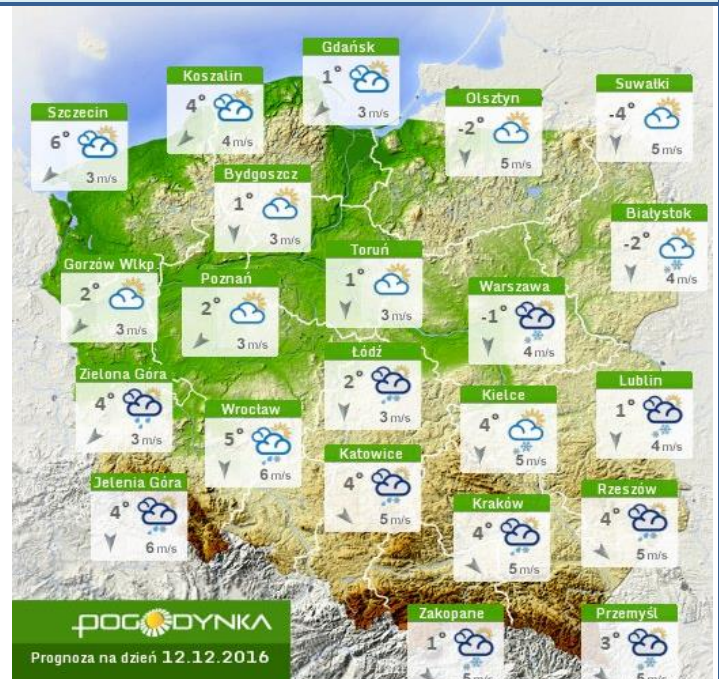 Gdańsk
1°
3 m/s
Koszalin
4°
4 m/s
Szczecin
6°
3 m/s
Olsztyn
-2°
5 m/s
Suwałki
-4°
5 m/s
Bydgoszcz
1°
3 m/s
Białystok
-2°
4 m/s
Gorzów Wlkp.
2°
3 m/s
Poznań
2°
3 m/s
Toruń
1°
3 m/s
Warszawa
-1°
4 m/s
Zielona Góra
4°
3 m/s
Łódź
2°
3 m/s
Wrocław
5°
6 m/s
Kielce
4°
5 m/s
Lublin
1°
4 m/s
Katowice
4°
5 m/s
Jelenia Góra
4°
6 m/s
Kraków
4°
5 m/s
Rzeszów
4°
5 m/s
Zakopane
1°
5 m/s
Przemyśl
3°
5 m/s
POGODYNKA
Prognoza na dzień 12.12.2016